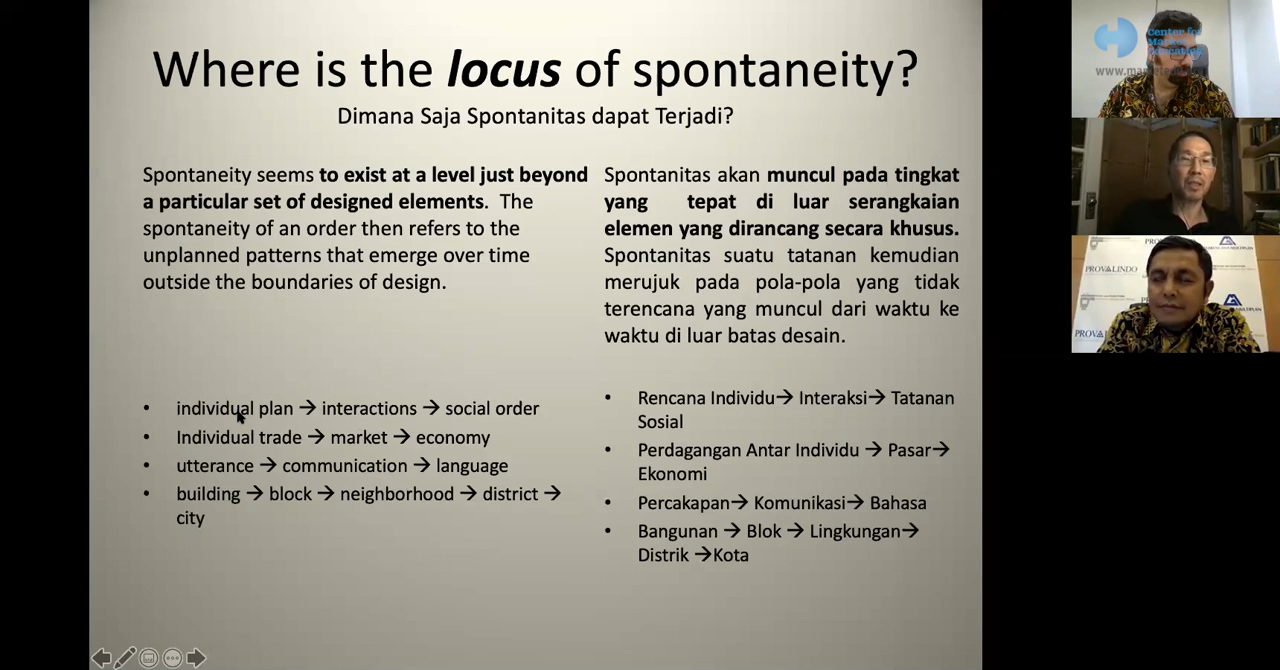 Where is the locus of spontaneity?
Dimana Saja Spontanitas dapat Terjadi?
Spontaneity seems to exist at a level just beyond
a particular set of designed elements. The
spontaneity of an order then refers to the
unplanned patterns that emerge over time
outside the boundaries of design.
• individual plan → interactions → social order
• Individual trade → market → economy
• utterance → communication → language
• building → block → neighborhood → district →
city
Spontanitas akan muncul pada tingkat
yang tepat di luar serangkaian
elemen yang dirancang secara khusus.
Spontanitas suatu tatanan kemudian
merujuk pada pola-pola yang tidak
terencana yang muncul dari waktu ke
waktu di luar batas desain.
• Rencana Individu→ Interaksi→ Tatanan
Sosial
• Perdagangan Antar Individu → Pasar→
Ekonomi
• Percakapan→ Komunikasi→ Bahasa
• Bangunan → Blok → Lingkungan→
Distrik →Kota
Center for
Market
Education
PROVALINDO